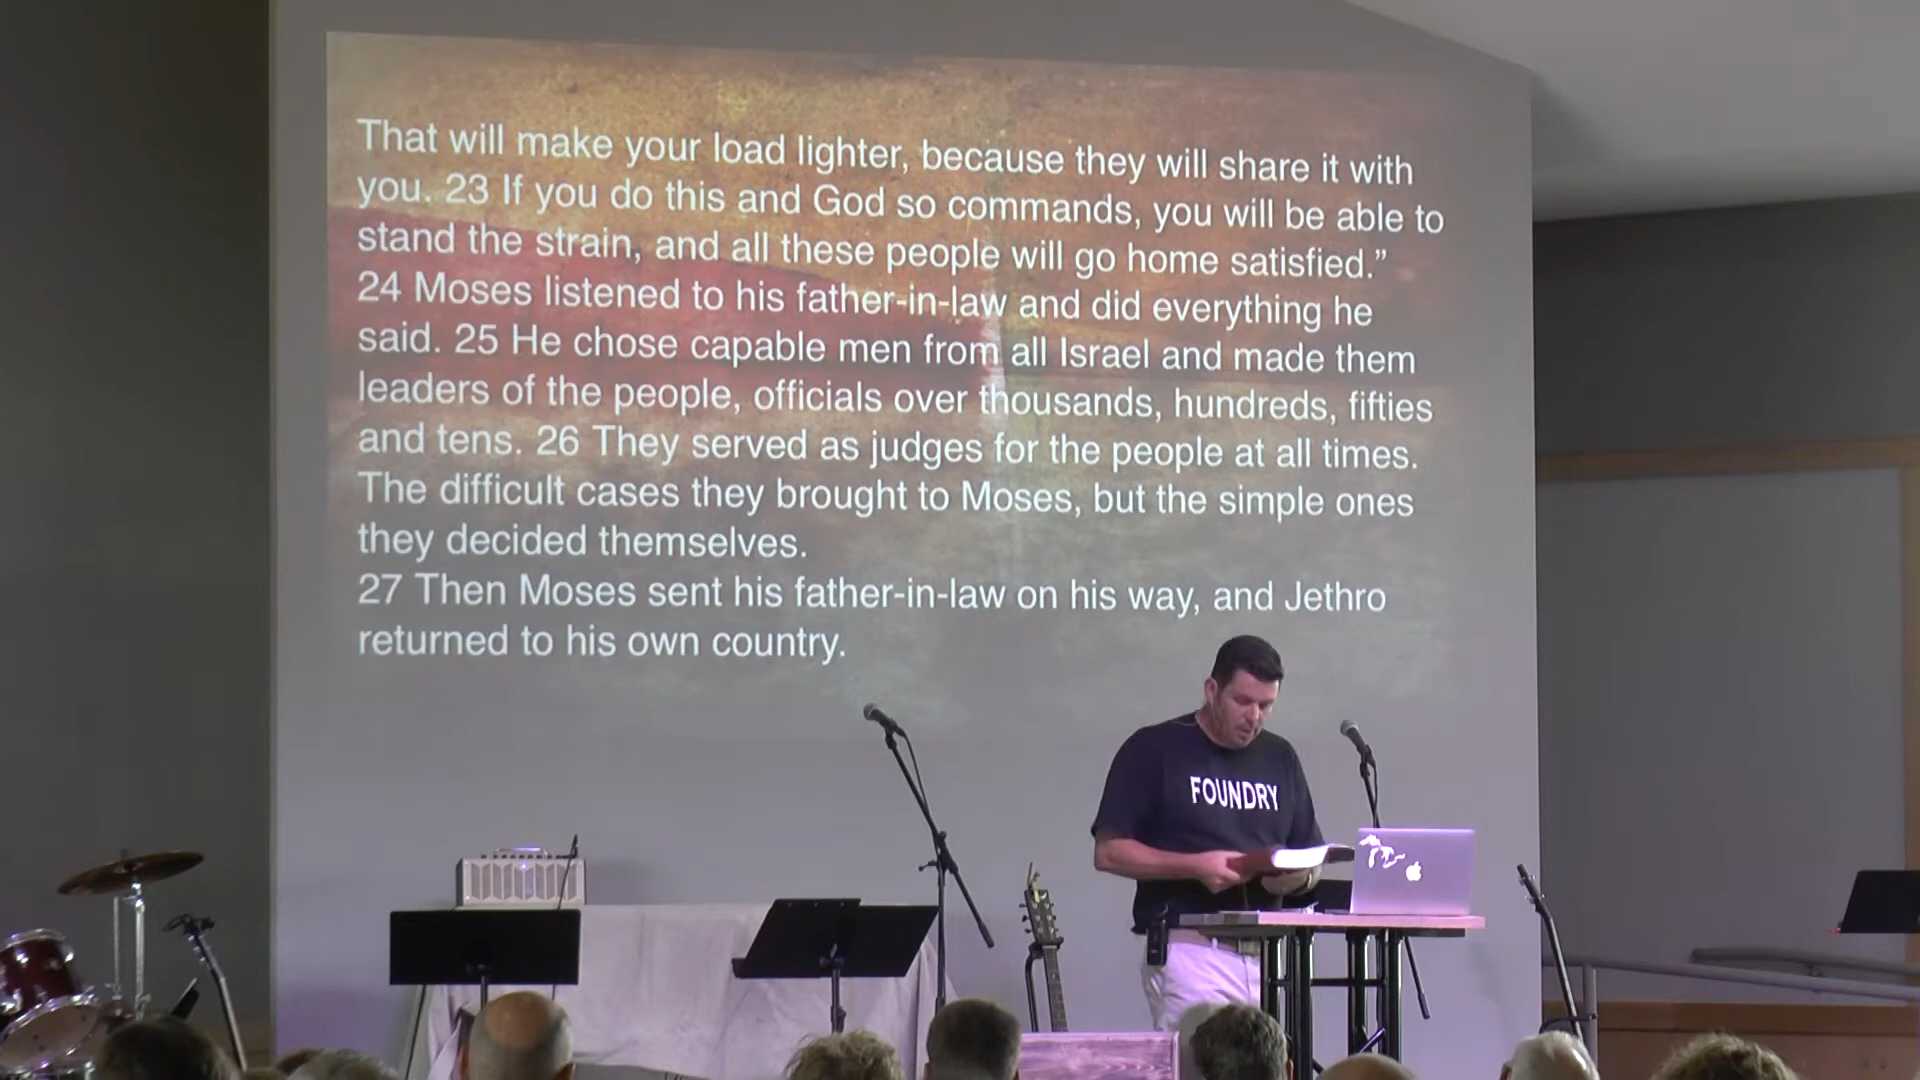 That will make your load lighter, because they will share it with
you. 23 If you do this and God so commands, you will be able to
stand the strain, and all these people will go home satisfied.”
24 Moses listened to his father-in-law and did everything he
said. 25 He chose capable men from all Israel and made them
leaders of the people, officials over thousands, hundreds, fifties
and tens. 26 They served as judges for the people at all times.
The difficult cases they brought to Moses, but the simple ones
they decided themselves.
27 Then Moses sent his father-in-law on his way, and Jethro
returned to his own country.
FOUNDRY